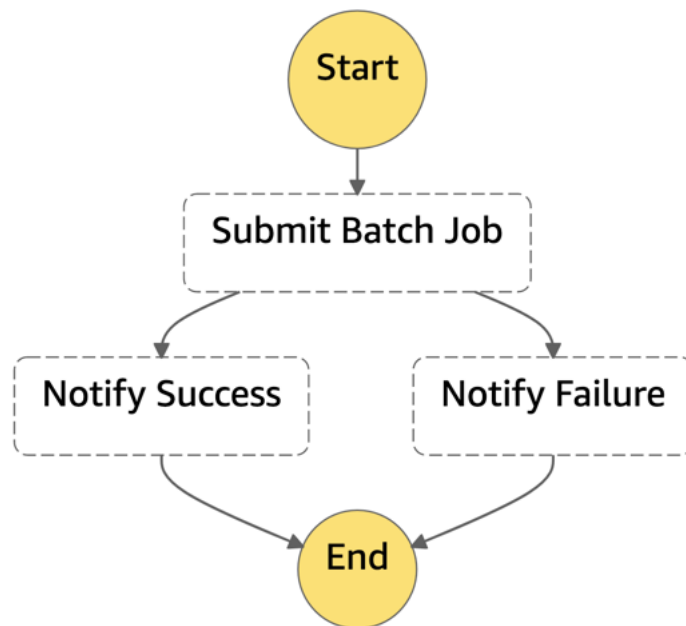 Start
Submit Batch Job
Notify Success
Notify Failure
End